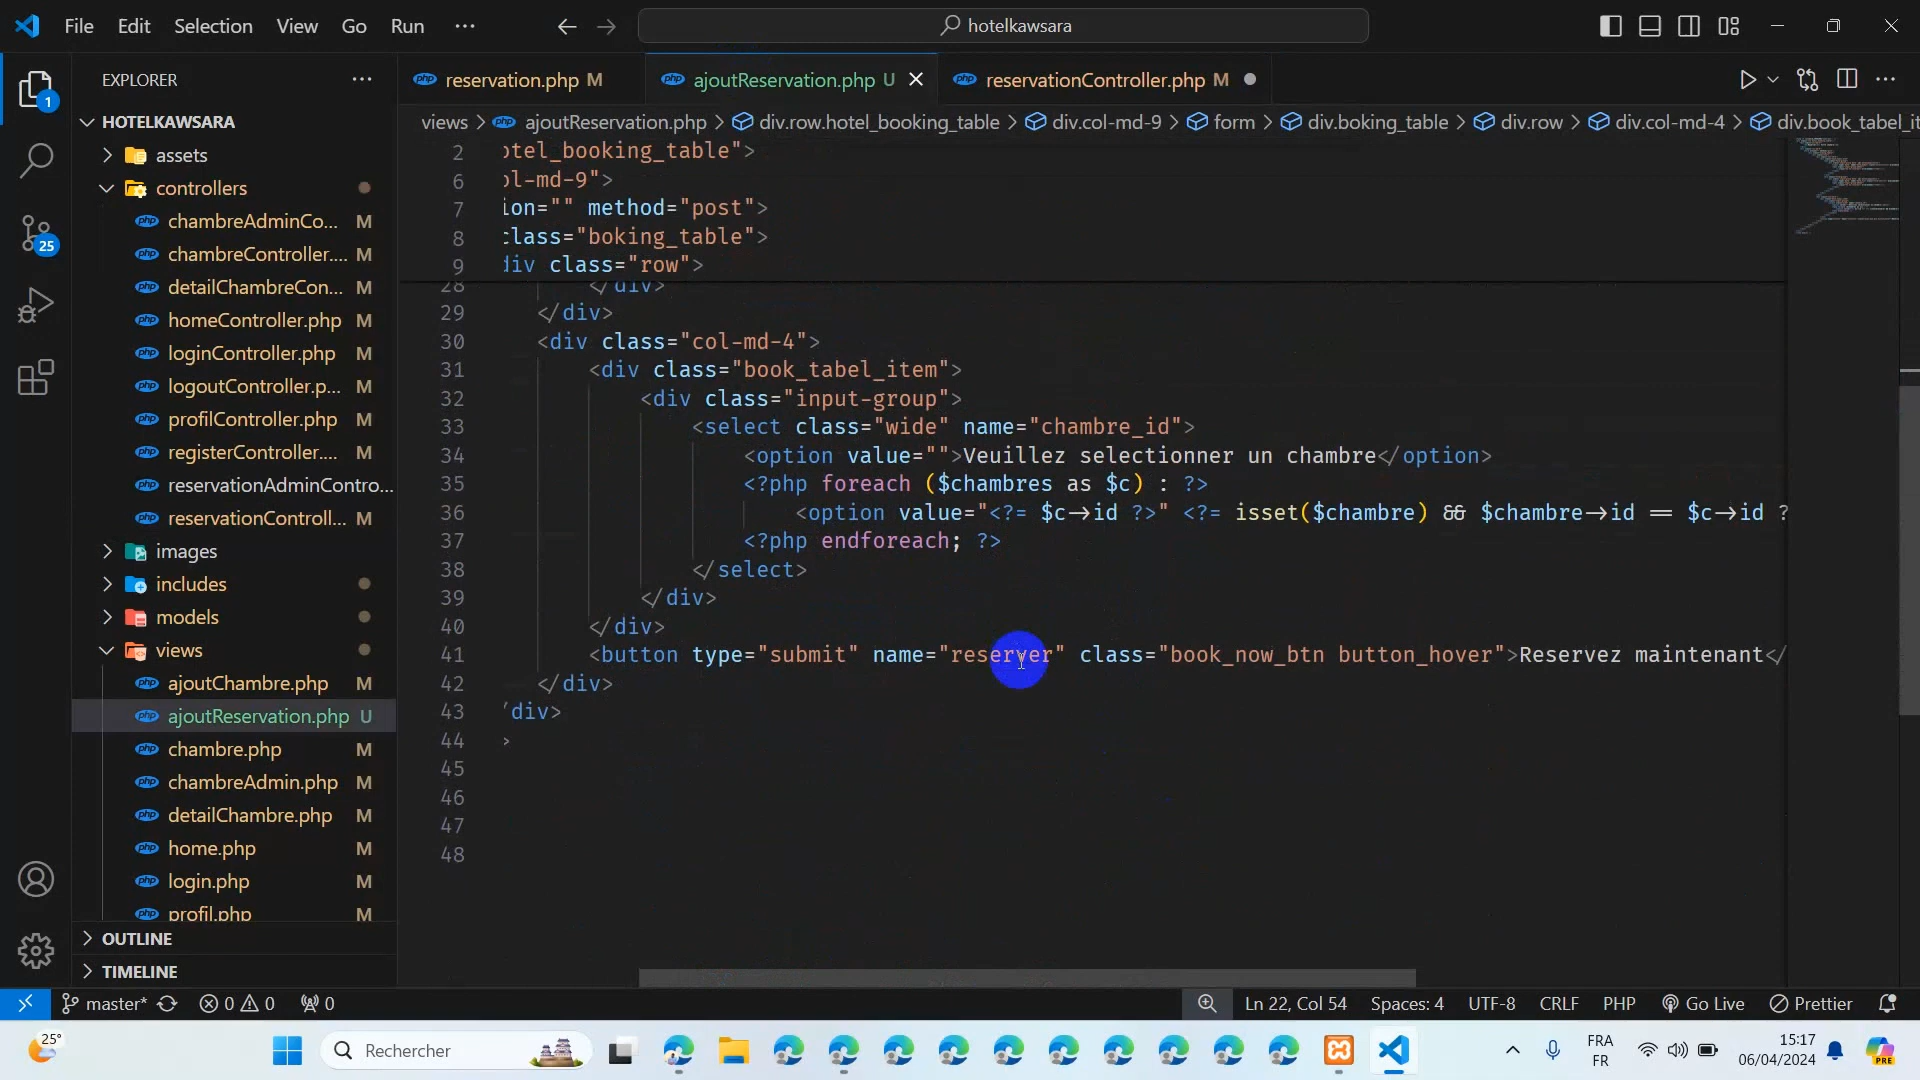 File Edit Selection View Go Run ··· hotelkawsara
EXPLORER ···
HOTELKAWSARA
assets
controllers
chambreAdminCo... M
chambreController.... M
detailChambreCon... M
homeController.php M
loginController.php M
logoutController.p... M
profilController.php M
registerController.... M
reservationAdminContro...
reservationControll... M
images
includes
models
views
ajoutChambre.php M
ajoutReservation.php U
chambre.php M
chambreAdmin.php M
detailChambre.php M
home.php M
login.php M
profil.php M
OUTLINE
TIMELINE
1
25
reservation.php M ajoutReservation.php U reservationController.php M
views > ajoutReservation.php > div.row.hotel_booking_table > div.col-md-9 > form > div.boking_table > div.row > div.col-md-4 > div.book_tabel_it
2 otel_booking_table">
6 ol-md-9">
7 ion="" method="post">
8 class="boking_table">
9 div class="row">
28 </div>
29 </div>
30 <div class="col-md-4">
31 <div class="book_tabel_item">
32 <div class="input-group">
33 <select class="wide" name="chambre_id">
34 <option value="">Veuillez selectionner un chambre</option>
35 <?php foreach ($chambres as $c) : ?>
36 <option value="<?= $c->id ?>" <?= isset($chambre) && $chambre->id == $c->id ?
37 <?php endforeach; ?>
38 </select>
39 </div>
40 </div>
41 <button type="submit" name="reserver" class="book_now_btn button_hover">Reservez maintenant</
42 </div>
43 /div>
44 >
45
46
47
48
master* 0 0 0 Ln 22, Col 54 Spaces: 4 UTF-8 CRLF PHP Go Live Prettier
25° Rechercher FRA FR 15:17 06/04/2024 PRE